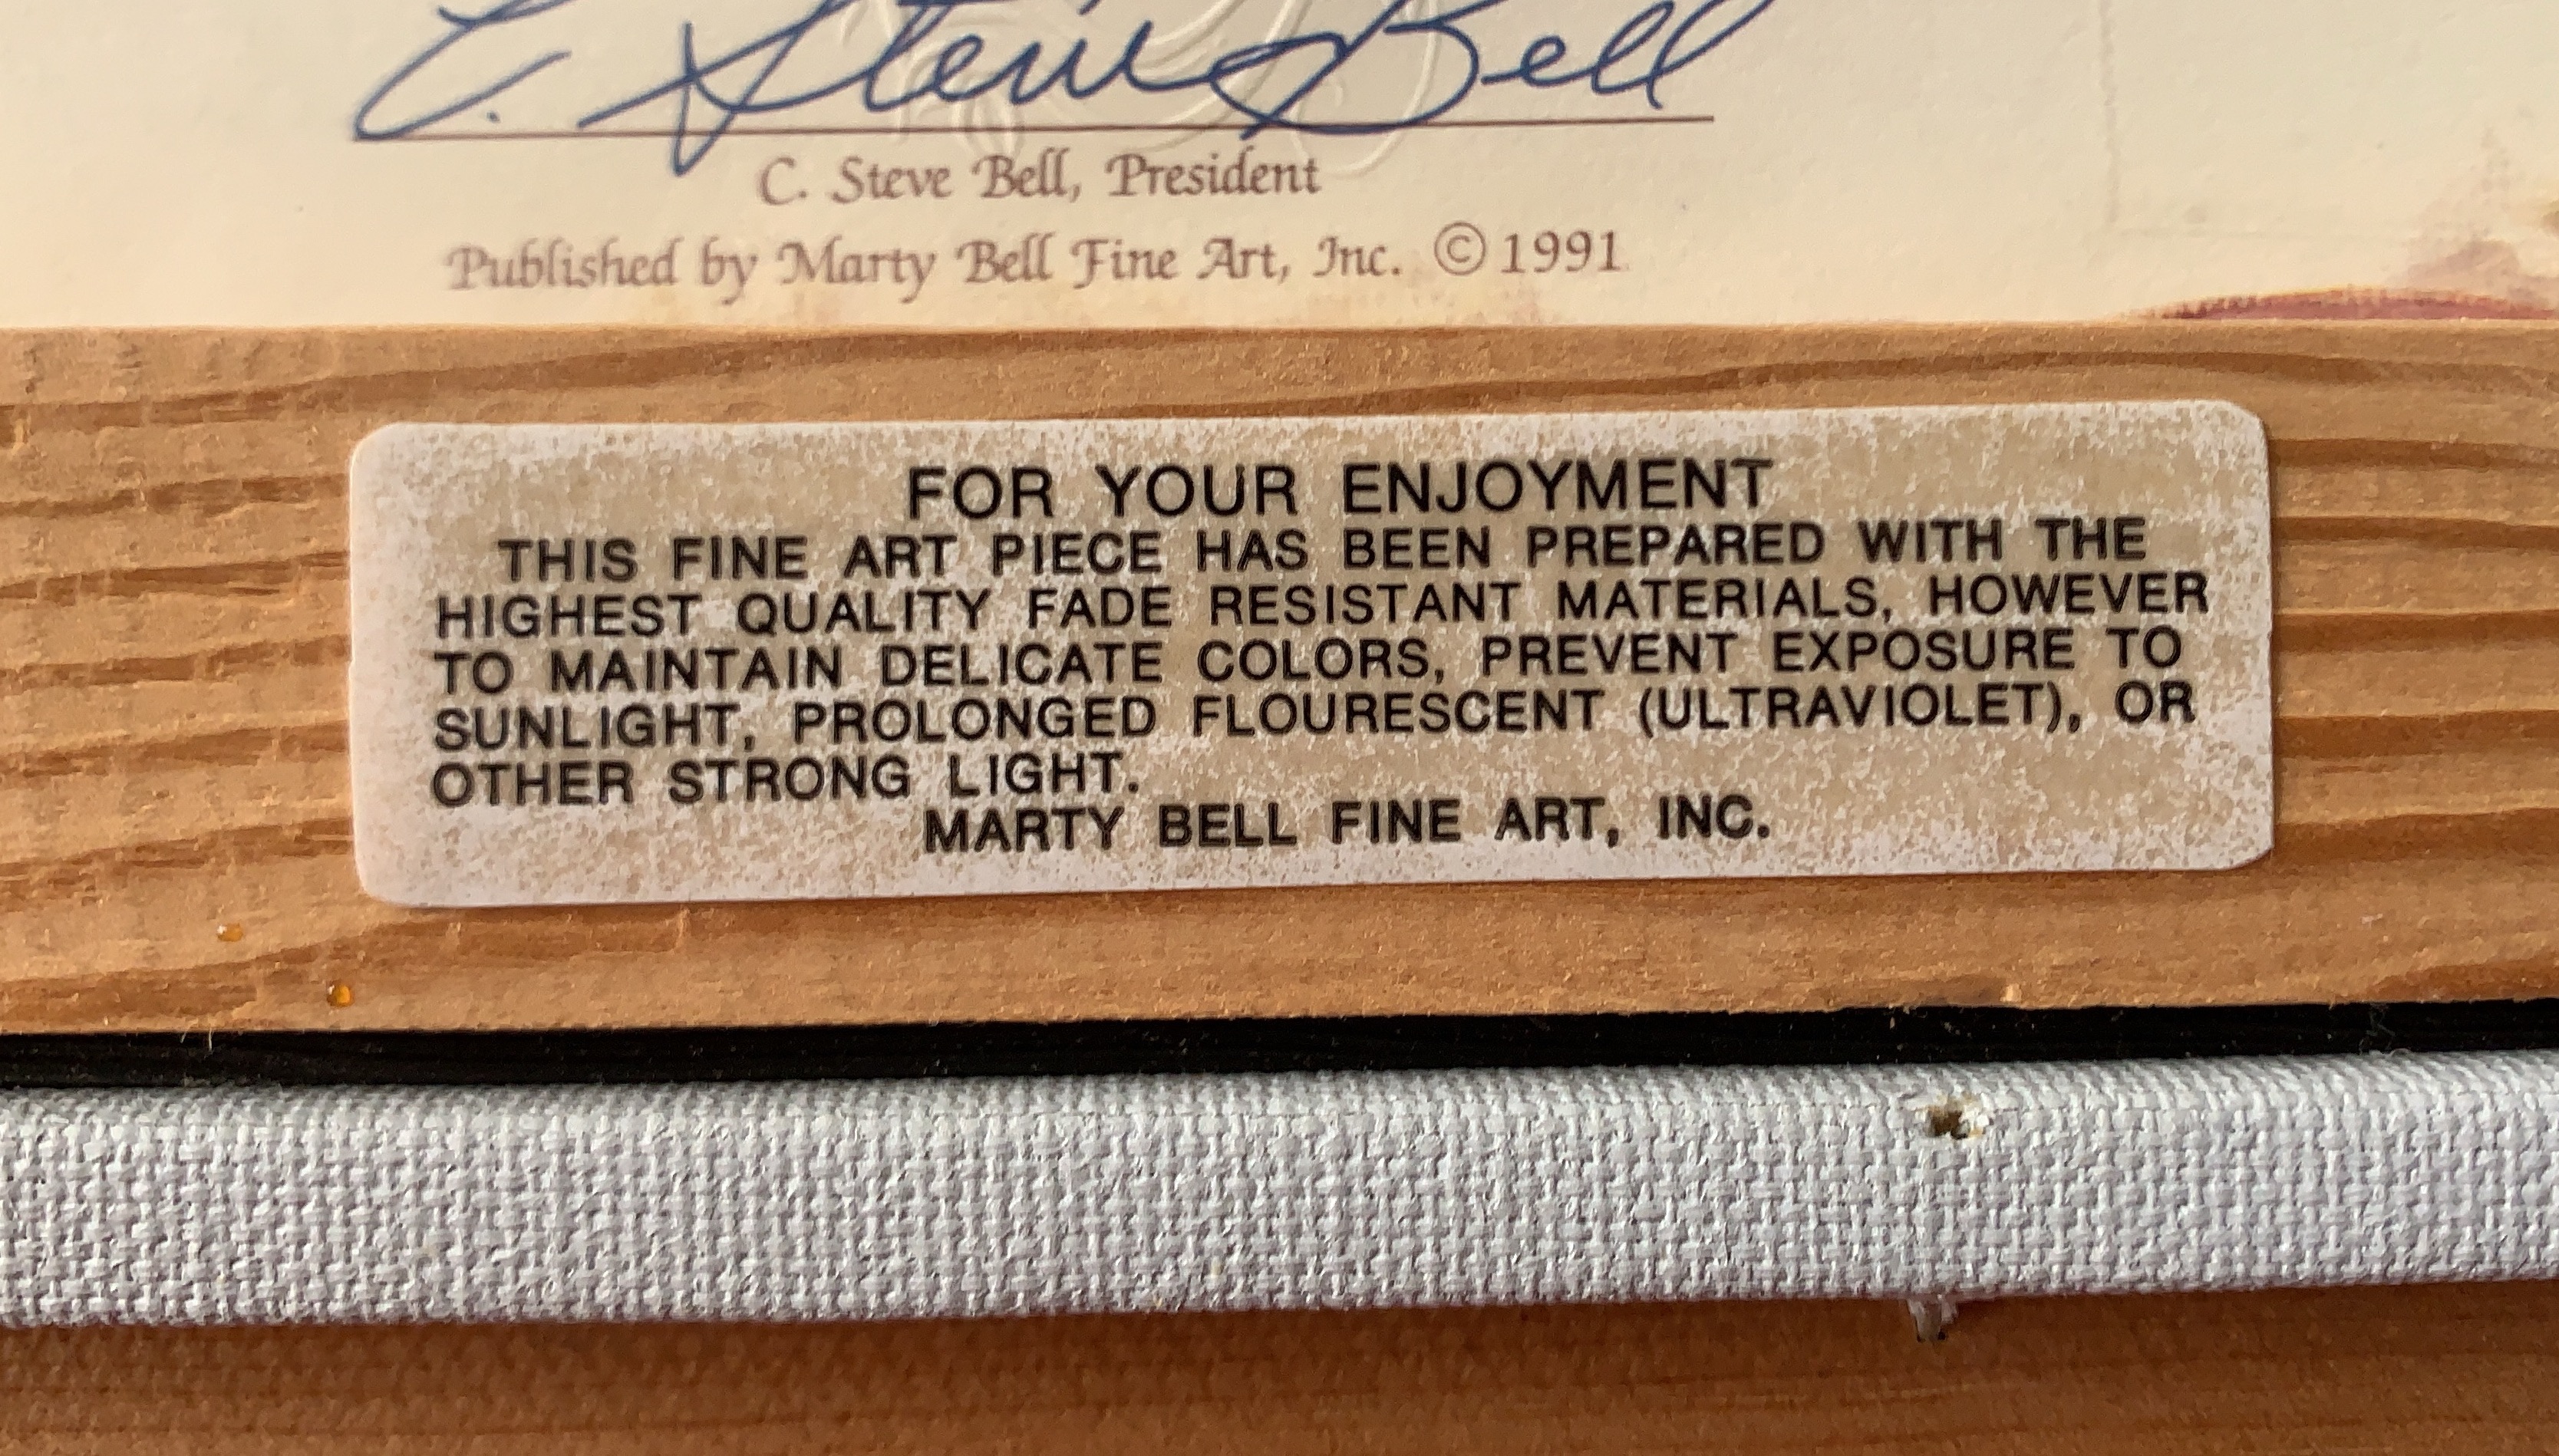 C. Steve Bell
C. Steve Bell, President
Published by Marty Bell Fine Art, Inc. © 1991
FOR YOUR ENJOYMENT
THIS FINE ART PIECE HAS BEEN PREPARED WITH THE
HIGHEST QUALITY FADE RESISTANT MATERIALS, HOWEVER
TO MAINTAIN DELICATE COLORS, PREVENT EXPOSURE TO
SUNLIGHT, PROLONGED FLOURESCENT (ULTRAVIOLET), OR
OTHER STRONG LIGHT.
MARTY BELL FINE ART, INC.